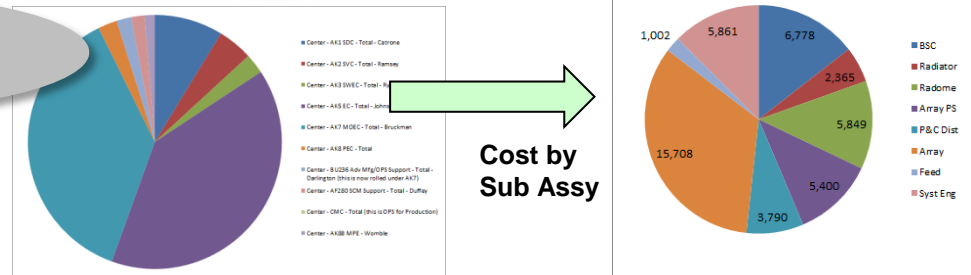 Center - AK1 SDC - Total - Catrone
Center - AK2 SVC - Total - Ramsey
Center - AK3 SWEC - Total -
Center - AK5 EC - Total - Johns
Center - AK7 MOEC - Total - Bruckman
Center - AK8 PEC - Total
Center - BU236 Adv Mfg/OPS Support - Total -
Darlington (this is now rolled under AK7)
Center - AF280 SCM Support - Total - Duffey
Center - CMC - Total (this is OPS for Production)
Center - AK88 MPE - Womble
Cost by
Sub Assy
1,002
5,861
6,778
2,365
5,849
5,400
3,790
15,708
BSC
Radiator
Radome
Array PS
P&C Dist
Array
Feed
Syst Eng